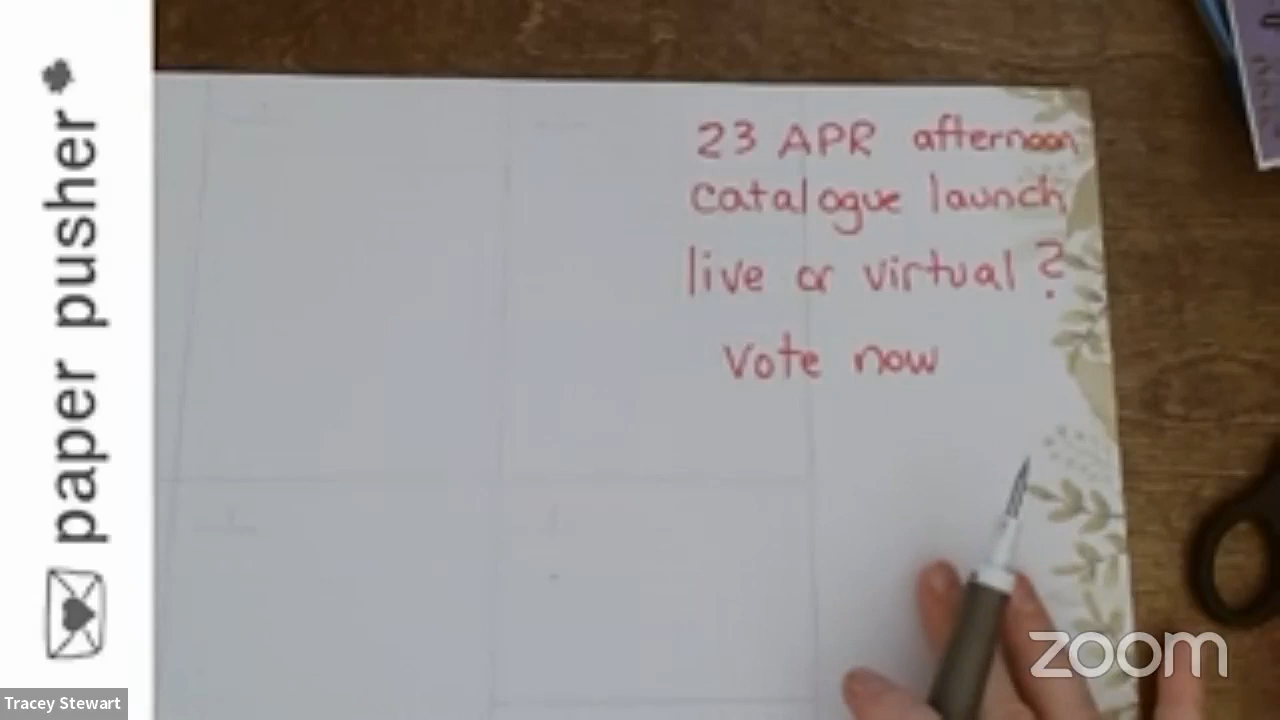 paper pusher
23 APR afternoon
catalogue launch
live or virtual?
vote now
zoom
Tracey Stewart